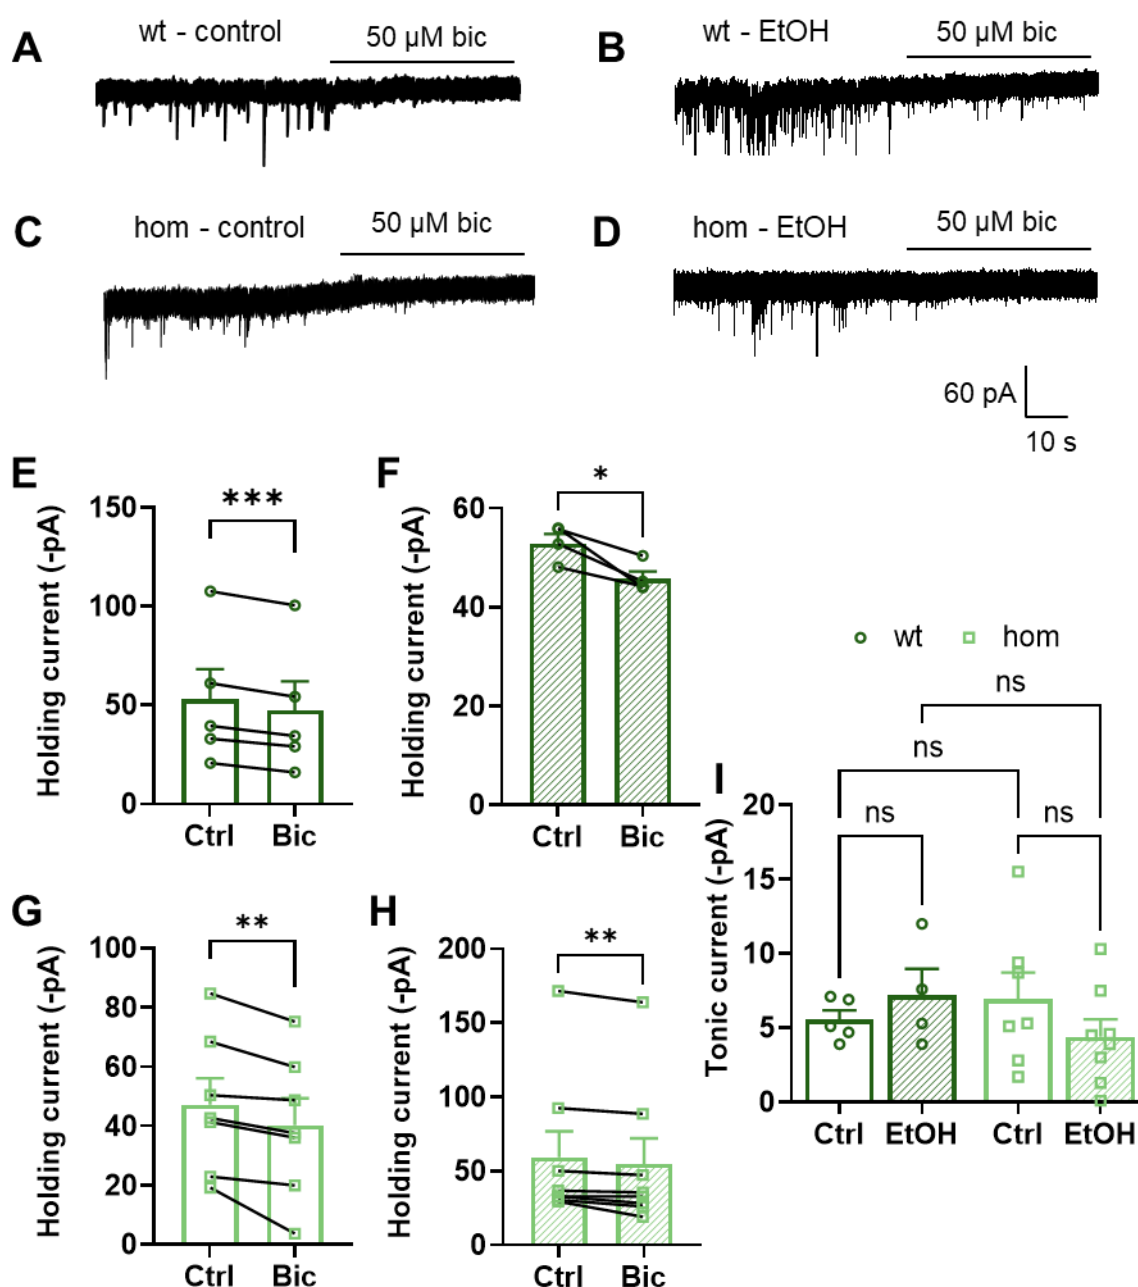 A
wt - control
50 µM bic
B
wt - EtOH
50 µM bic
C
hom - control
50 µM bic
D
hom - EtOH
50 µM bic
60 pA
10 s
E
Holding current (-pA)
150
100
50
0
***
Ctrl
Bic
F
Holding current (-pA)
60
40
20
0
*
Ctrl
Bic
G
Holding current (-pA)
100
80
60
40
20
0
**
Ctrl
Bic
H
Holding current (-pA)
200
150
100
50
0
**
Ctrl
Bic
wt
hom
I
Tonic current (-pA)
20
15
10
5
0
ns
ns
ns
ns
Ctrl
EtOH
Ctrl
EtOH